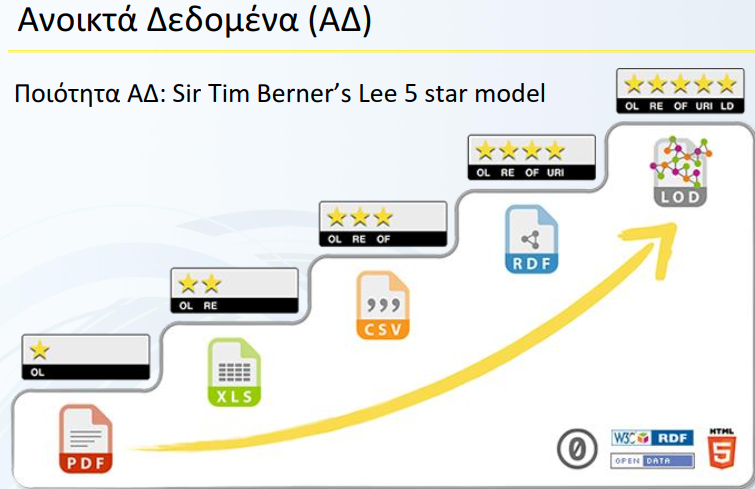 Ανοικτά Δεδομένα (ΑΔ)
Ποιότητα ΑΔ: Sir Tim Berner’s Lee 5 star model
OL RE OF URI LD
OL RE OF URI
OL RE OF
OL RE
OL
LOD
RDF
,,,
CSV
XLS
PDF
0
W3C RDF
OPEN DATA
HTML
5